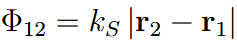 Φ₁₂ = k_S |r₂ − r₁|